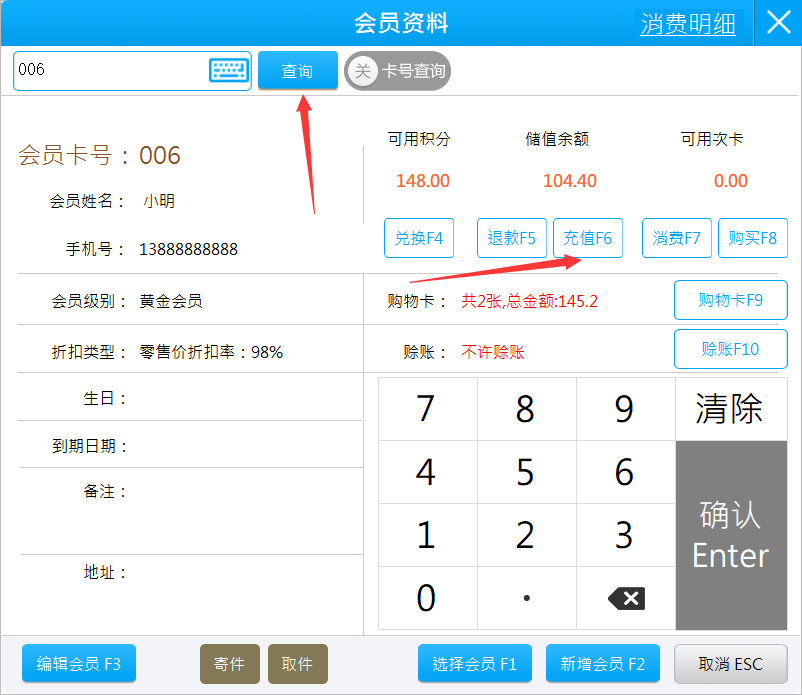 会员资料 消费明细
006 查询 关 卡号查询
会员卡号：006
会员姓名： 小明
手机号： 13888888888
可用积分 储值余额 可用次卡
148.00 104.40 0.00
兑换F4 退款F5 充值F6 消费F7 购买F8
会员级别： 黄金会员
购物卡： 共2张,总金额:145.2 购物卡F9
折扣类型： 零售价折扣率：98%
赊账： 不许赊账 赊账F10
生日：
到期日期：
备注：
地址：
7 8 9 清除
4 5 6
1 2 3
0 .
确认
Enter
编辑会员 F3 寄件 取件 选择会员 F1 新增会员 F2 取消 ESC